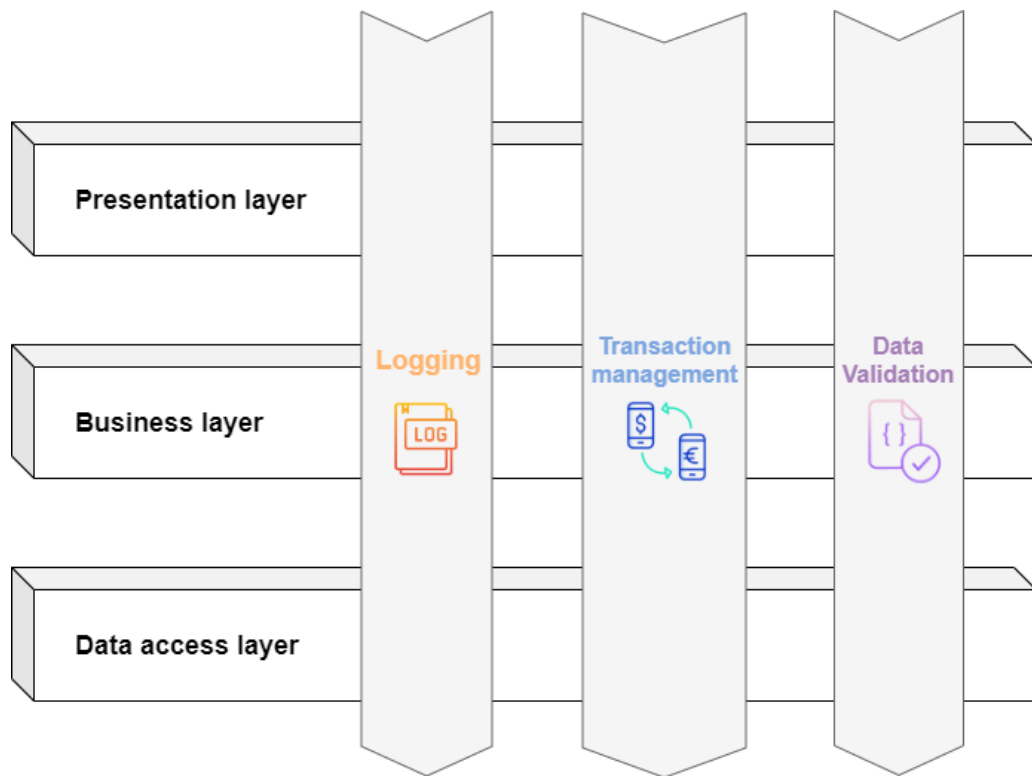 Presentation layer
Logging
Transaction
management
Data
Validation
LOG
$
€
{ }
Business layer
Data access layer